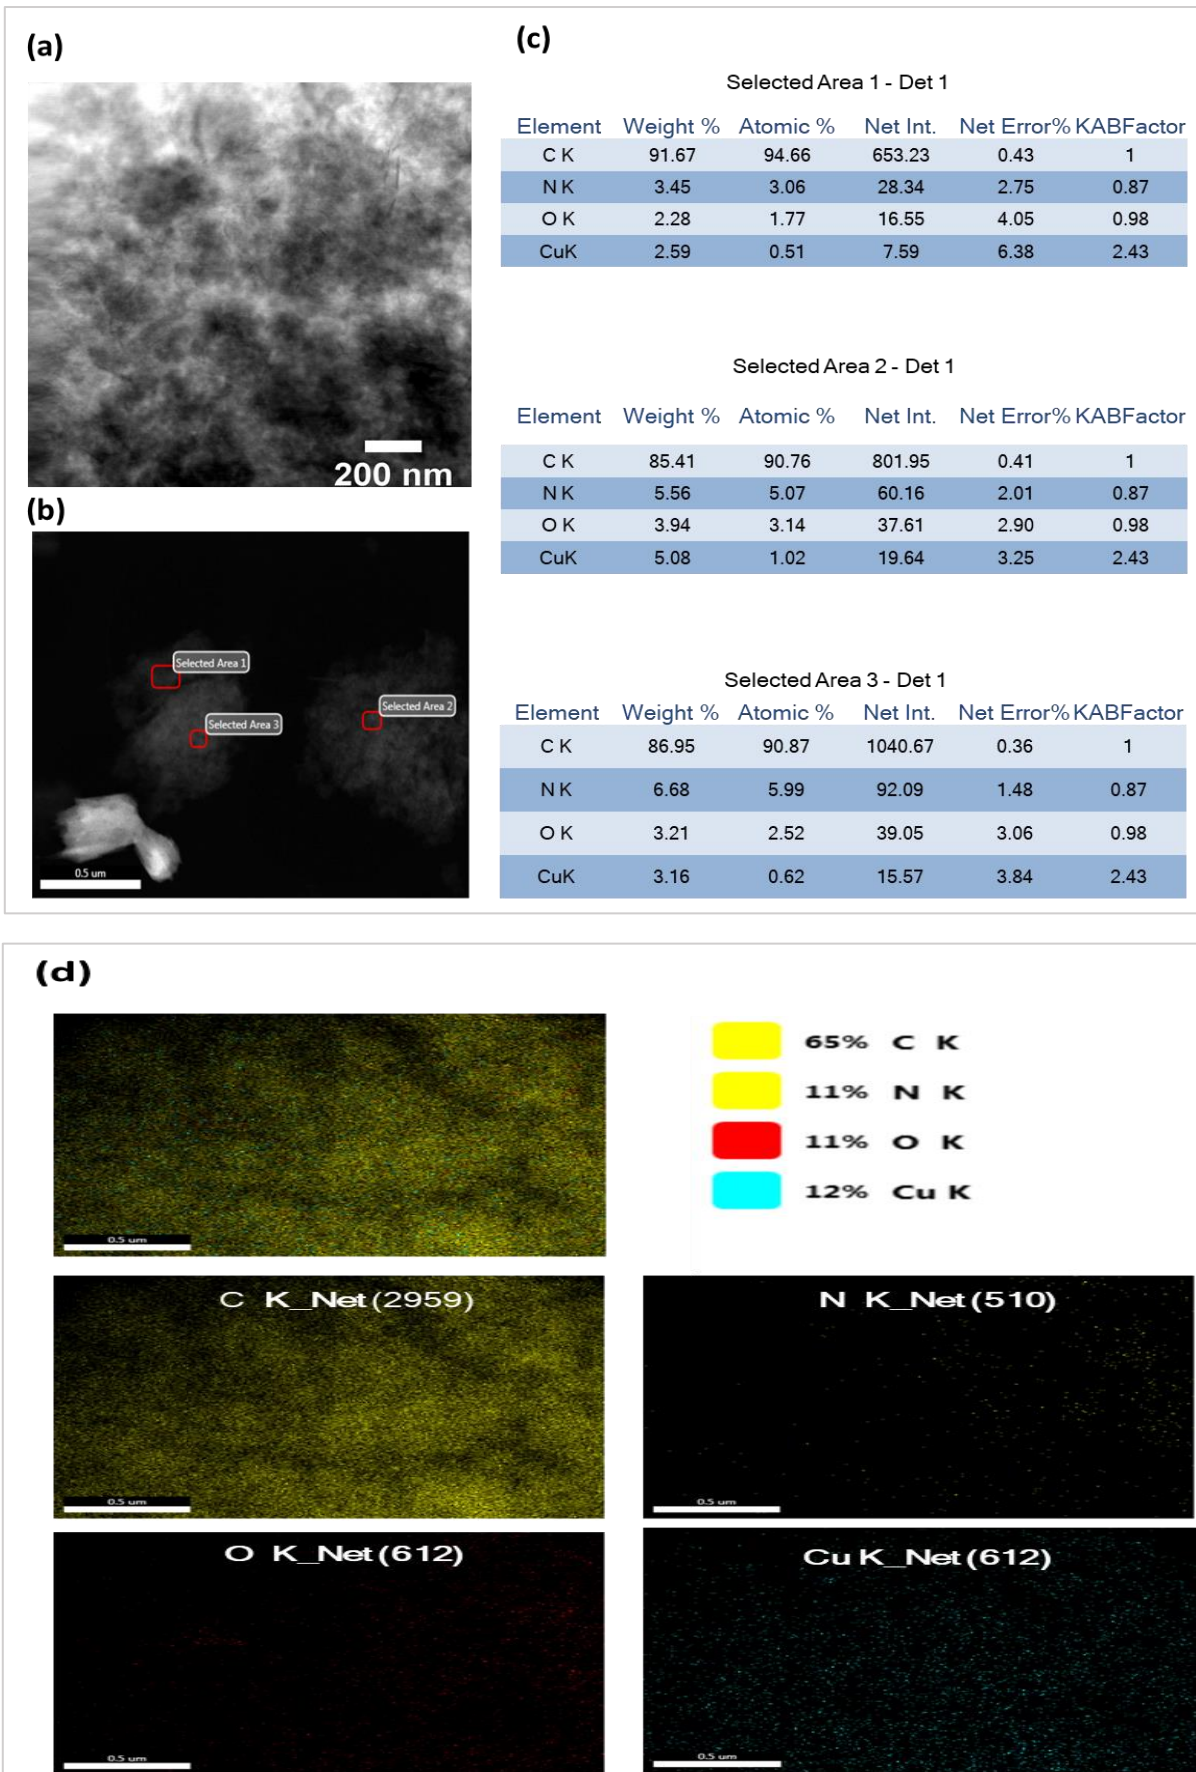 (a)
200 nm
(b)
Selected Area 1
Selected Area 3
Selected Area 2
0.5 um
(c)
Selected Area 1 - Det 1
Element Weight % Atomic % Net Int. Net Error% KABFactor
C K 91.67 94.66 653.23 0.43 1
N K 3.45 3.06 28.34 2.75 0.87
O K 2.28 1.77 16.55 4.05 0.98
CuK 2.59 0.51 7.59 6.38 2.43
Selected Area 2 - Det 1
Element Weight % Atomic % Net Int. Net Error% KABFactor
C K 85.41 90.76 801.95 0.41 1
N K 5.56 5.07 60.16 2.01 0.87
O K 3.94 3.14 37.61 2.90 0.98
CuK 5.08 1.02 19.64 3.25 2.43
Selected Area 3 - Det 1
Element Weight % Atomic % Net Int. Net Error% KABFactor
C K 86.95 90.87 1040.67 0.36 1
N K 6.68 5.99 92.09 1.48 0.87
O K 3.21 2.52 39.05 3.06 0.98
CuK 3.16 0.62 15.57 3.84 2.43
(d)
0.5 um
65% C K
11% N K
11% O K
12% Cu K
C K_Net (2959)
0.5 um
N K_Net (510)
0.5 um
O K_Net (612)
0.5 um
Cu K_Net (612)
0.5 um